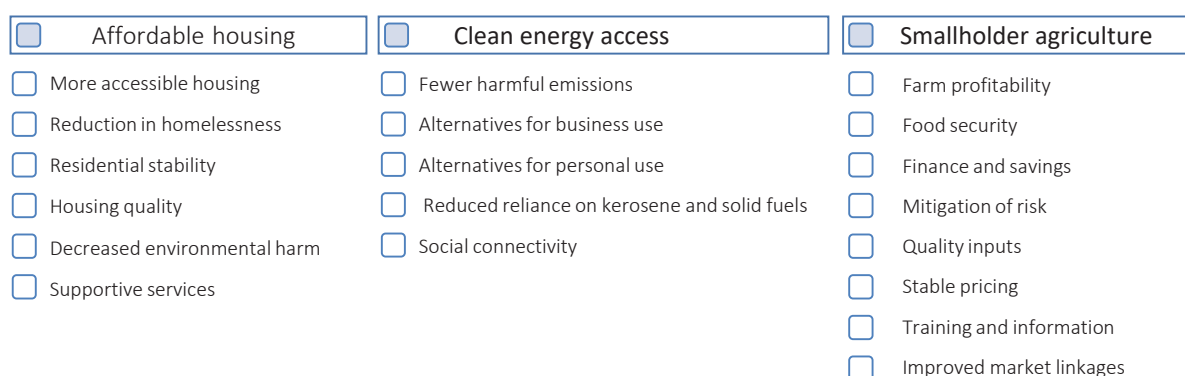 Affordable housing
More accessible housing
Reduction in homelessness
Residential stability
Housing quality
Decreased environmental harm
Supportive services
Clean energy access
Fewer harmful emissions
Alternatives for business use
Alternatives for personal use
Reduced reliance on kerosene and solid fuels
Social connectivity
Smallholder agriculture
Farm profitability
Food security
Finance and savings
Mitigation of risk
Quality inputs
Stable pricing
Training and information
Improved market linkages